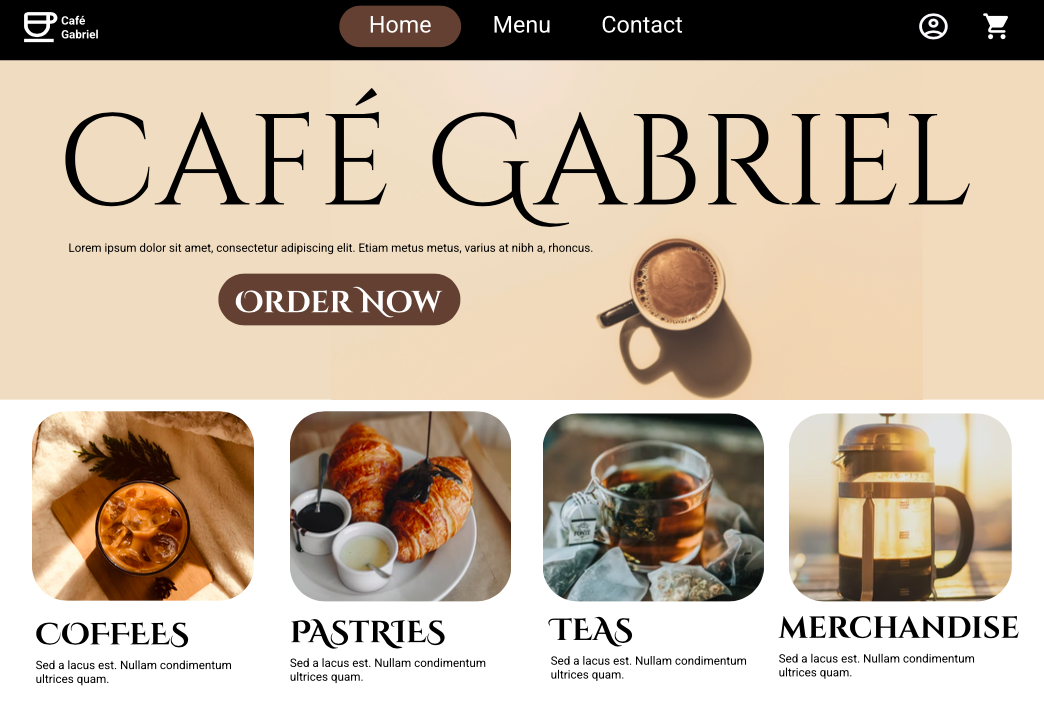 Café
Gabriel
Home
Menu
Contact
CAFÉ GABRIEL
Lorem ipsum dolor sit amet, consectetur adipiscing elit. Etiam metus metus, varius at nibh a, rhoncus.
ORDER NOW
COFFEES
Sed a lacus est. Nullam condimentum
ultrices quam.
PASTRIES
Sed a lacus est. Nullam condimentum
ultrices quam.
TEAS
Sed a lacus est. Nullam condimentum
ultrices quam.
MERCHANDISE
Sed a lacus est. Nullam condimentum
ultrices quam.